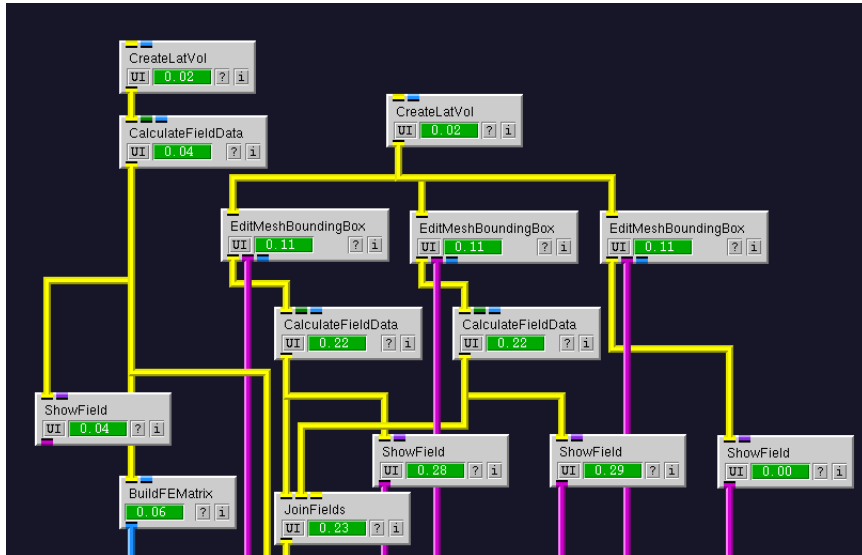 CreateLatVol
UI 0.02 ? i
CreateLatVol
UI 0.02 ? i
CalculateFieldData
UI 0.04 ? i
EditMeshBoundingBox
UI 0.11 ? i
EditMeshBoundingBox
UI 0.11 ? i
EditMeshBoundingBox
UI 0.11 ? i
CalculateFieldData
UI 0.22 ? i
CalculateFieldData
UI 0.22 ? i
ShowField
UI 0.04 ? i
ShowField
UI 0.28 ? i
ShowField
UI 0.29 ? i
ShowField
UI 0.00 ? i
BuildFEMatrix
0.06 ? i
JoinFields
UI 0.23 ? i